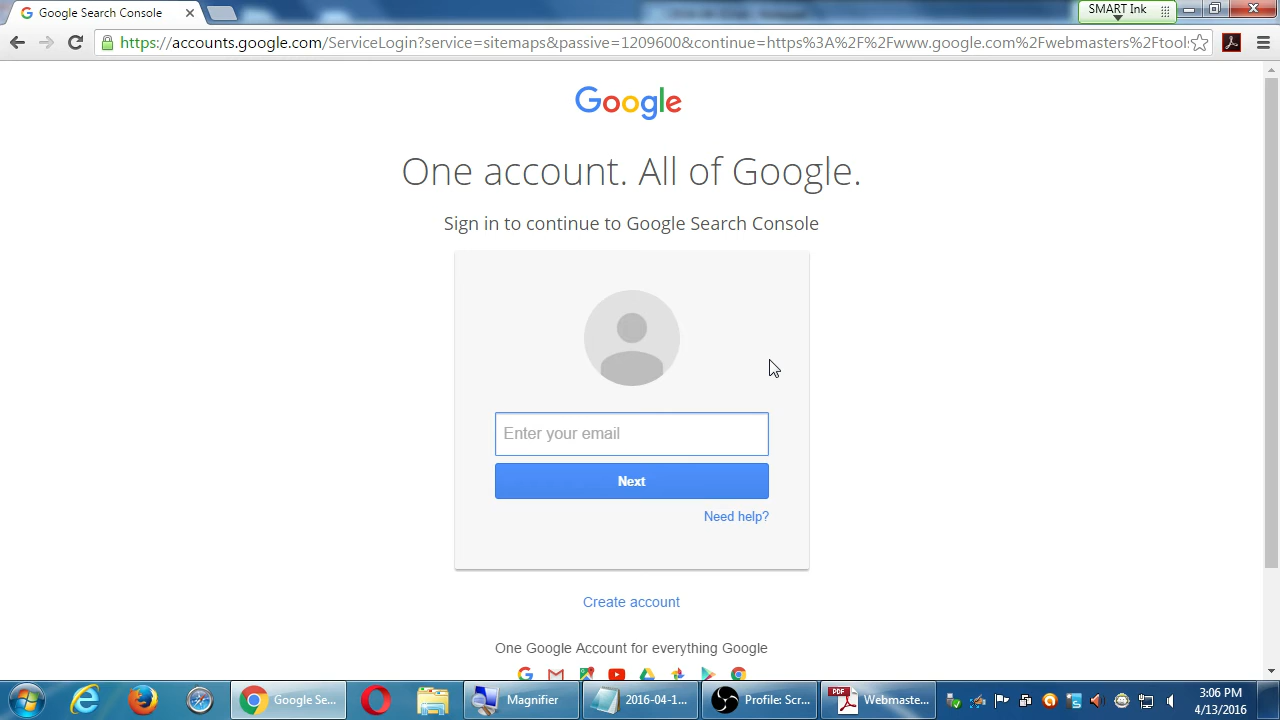 Google Search Console
SMART Ink
https://accounts.google.com/ServiceLogin?service=sitemaps&passive=1209600&continue=https%3A%2F%2Fwww.google.com%2Fwebmasters%2Ftools
Google
One account. All of Google.
Sign in to continue to Google Search Console
Enter your email
Next
Need help?
Create account
One Google Account for everything Google
Google Se...
Magnifier
2016-04-1...
Profile: Scr...
PDF
Webmaste...
3:06 PM
4/13/2016